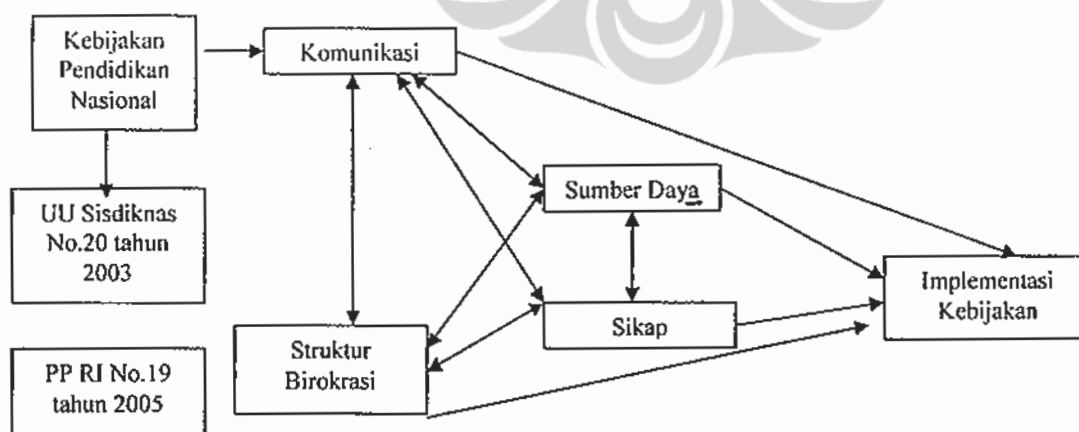 Kebijakan
Pendidikan
Nasional
Komunikasi
UU Sisdiknas
No.20 tahun
2003
Sumber Daya
Implementasi
Kebijakan
Sikap
Struktur
Birokrasi
PP RI No.19
tahun 2005